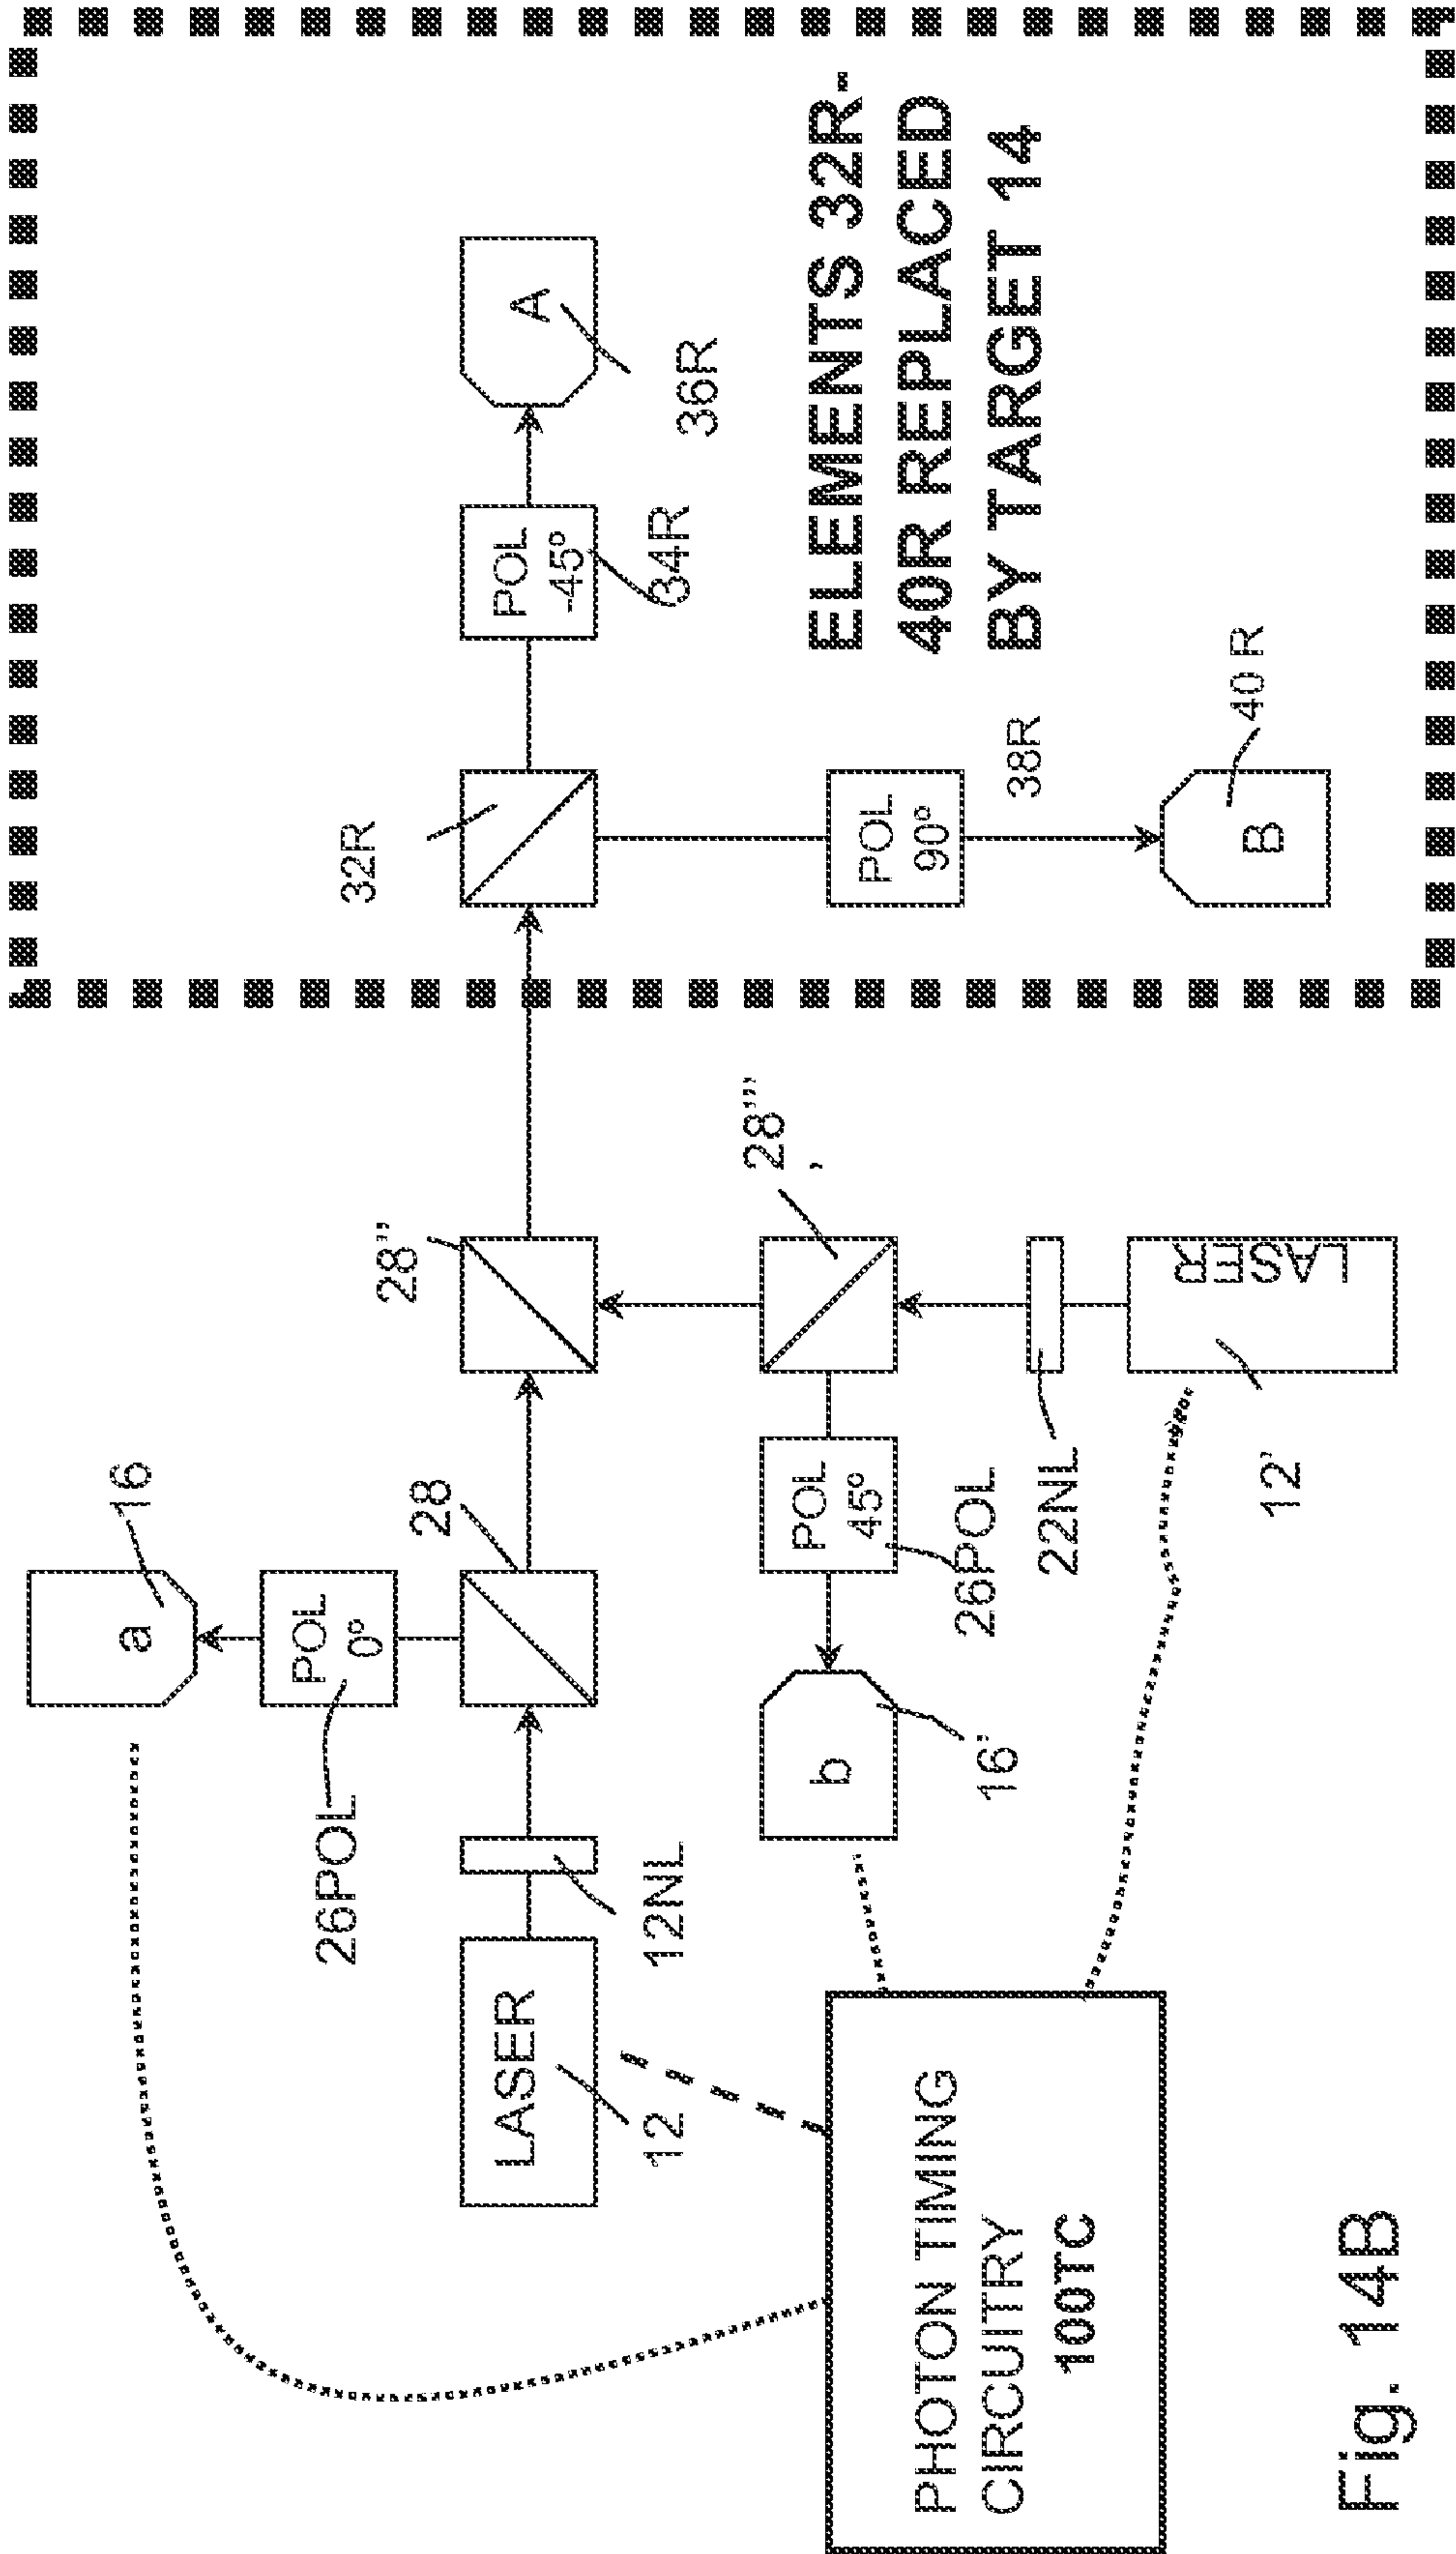 a
16
POL
0°
26POL
LASER
12
12NL
28
28"
32R
POL
-45°
34R
A
36R
28'''
,
POL
45°
26POL
b
16'
22NL
LASER
12'
POL
90°
38R
B
40R
ELEMENTS 32R-
40R REPLACED
BY TARGET 14
PHOTON TIMING
CIRCUITRY
100TC
Fig. 14B